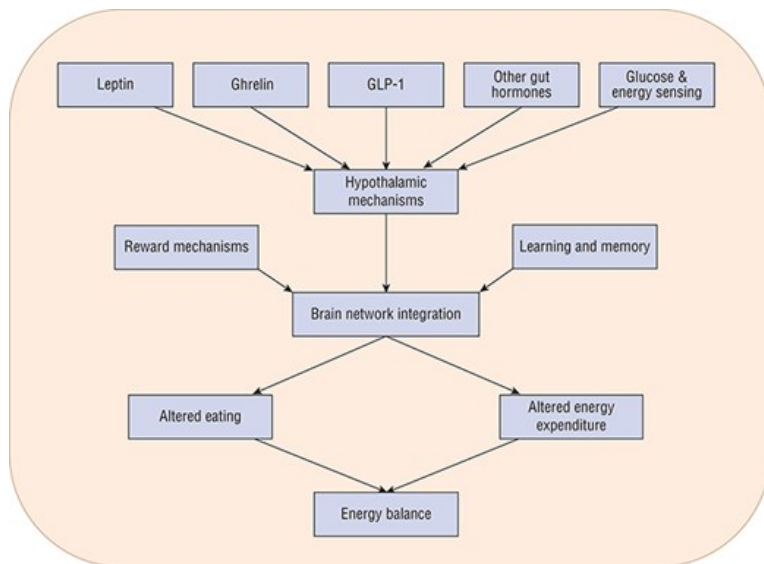 Leptin
Ghrelin
GLP-1
Other gut
hormones
Glucose &
energy sensing
Hypothalamic
mechanisms
Reward mechanisms
Learning and memory
Brain network integration
Altered eating
Altered energy
expenditure
Energy balance